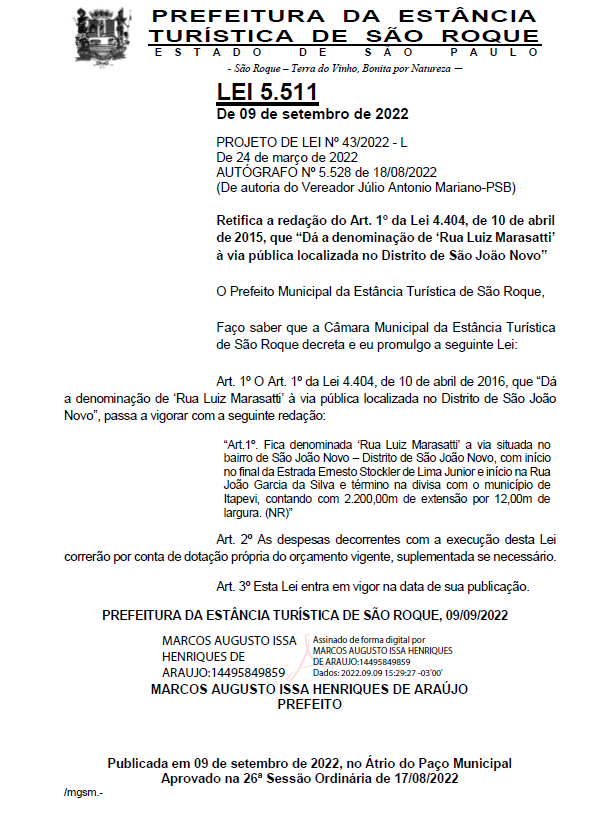 PREFEITURA DA ESTÂNCIA
TURÍSTICA DE SÃO ROQUE
ESTADO DE SÃO PAULO
- São Roque – Terra do Vinho, Bonita por Natureza –
LEI 5.511
De 09 de setembro de 2022
PROJETO DE LEI Nº 43/2022 - L
De 24 de março de 2022
AUTÓGRAFO Nº 5.528 de 18/08/2022
(De autoria do Vereador Júlio Antonio Mariano-PSB)
Retifica a redação do Art. 1º da Lei 4.404, de 10 de abril
de 2015, que “Dá a denominação de ‘Rua Luiz Marasatti’
à via pública localizada no Distrito de São João Novo”
O Prefeito Municipal da Estância Turística de São Roque,
Faço saber que a Câmara Municipal da Estância Turística
de São Roque decreta e eu promulgo a seguinte Lei:
Art. 1º O Art. 1º da Lei 4.404, de 10 de abril de 2016, que “Dá
a denominação de ‘Rua Luiz Marasatti’ à via pública localizada no Distrito de São João
Novo”, passa a vigorar com a seguinte redação:
“Art.1º. Fica denominada ‘Rua Luiz Marasatti’ a via situada no
bairro de São João Novo – Distrito de São João Novo, com início
no final da Estrada Ernesto Stockler de Lima Junior e início na Rua
João Garcia da Silva e término na divisa com o município de
Itapevi, contando com 2.200,00m de extensão por 12,00m de
largura. (NR)”
Art. 2º As despesas decorrentes com a execução desta Lei
correrão por conta de dotação própria do orçamento vigente, suplementada se necessário.
Art. 3º Esta Lei entra em vigor na data de sua publicação.
PREFEITURA DA ESTÂNCIA TURÍSTICA DE SÃO ROQUE, 09/09/2022
MARCOS AUGUSTO ISSA
HENRIQUES DE
ARAUJO:14495849859
Assinado de forma digital por
MARCOS AUGUSTO ISSA HENRIQUES
DE ARAUJO:14495849859
Dados: 2022.09.09 15:29:27 -03'00'
MARCOS AUGUSTO ISSA HENRIQUES DE ARAÚJO
PREFEITO
Publicada em 09 de setembro de 2022, no Átrio do Paço Municipal
Aprovado na 26ª Sessão Ordinária de 17/08/2022
/mgsm.-